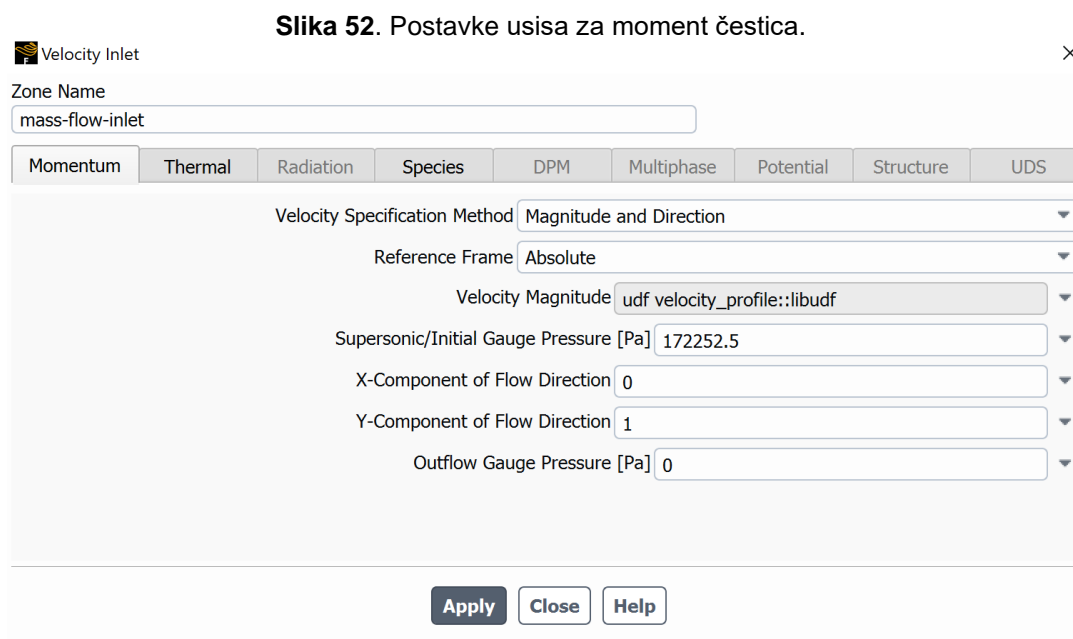 Slika 52. Postavke usisa za moment čestica.
Velocity Inlet
Zone Name
mass-flow-inlet
Momentum Thermal Radiation Species DPM Multiphase Potential Structure UDS
Velocity Specification Method Magnitude and Direction
Reference Frame Absolute
Velocity Magnitude udf velocity_profile::libudf
Supersonic/Initial Gauge Pressure [Pa] 172252.5
X-Component of Flow Direction 0
Y-Component of Flow Direction 1
Outflow Gauge Pressure [Pa] 0
Apply Close Help